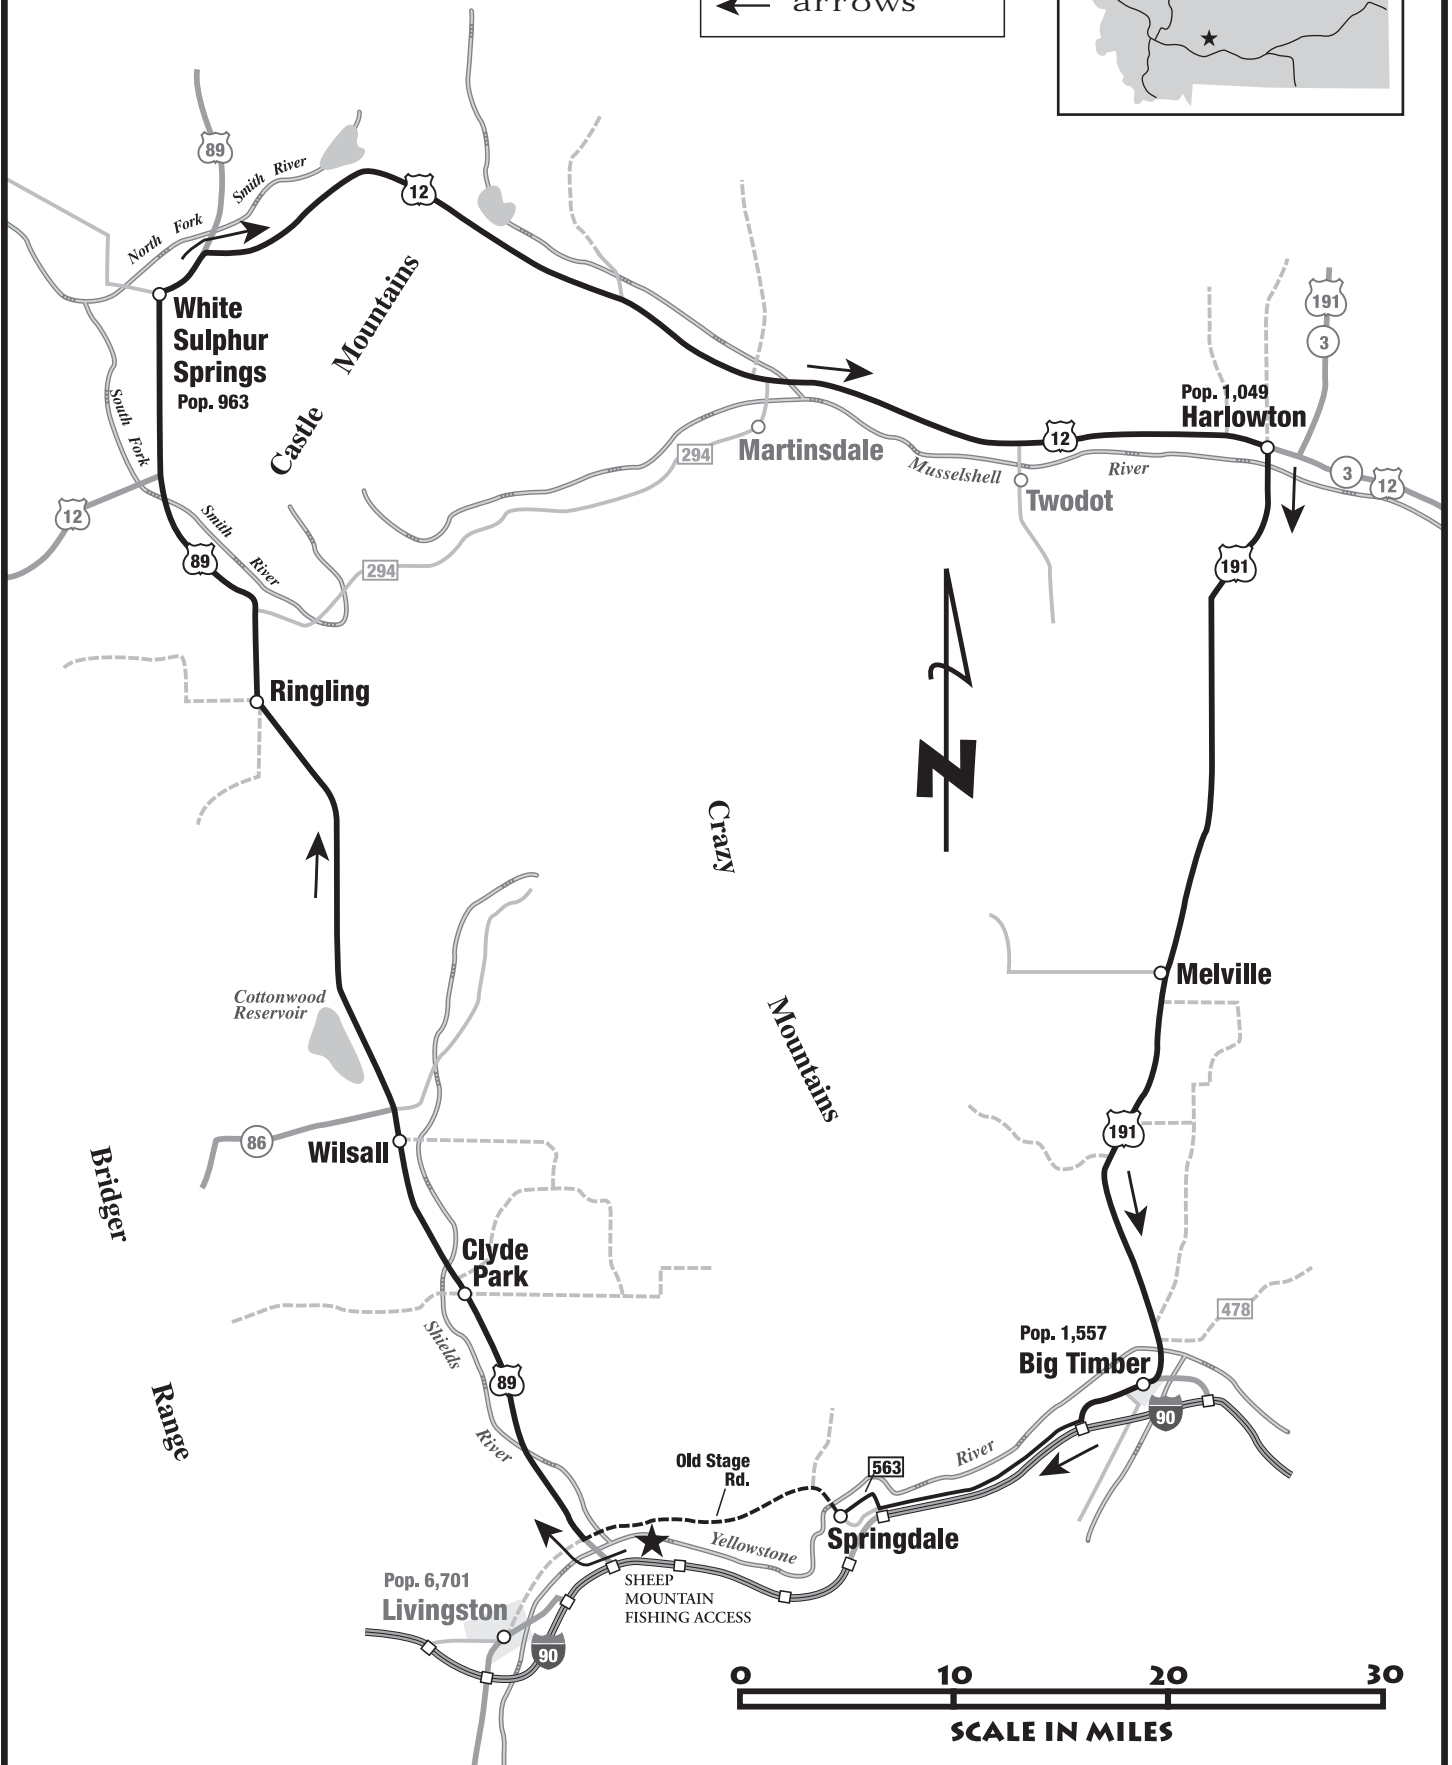 arrows
89
Smith River
North Fork
12
Castle Mountains
White
Sulphur
Springs
Pop. 963
191
3
Pop. 1,049
Harlowton
South Fork
294
Martinsdale
12
Musselshell River
3
12
Twodot
12
Smith River
89
294
191
Ringling
N
Crazy Mountains
Melville
Cottonwood
Reservoir
86
Wilsall
191
Bridger Range
Clyde
Park
478
Shields River
Pop. 1,557
Big Timber
89
90
Old Stage
Rd.
563
River
Springdale
Yellowstone
SHEEP
MOUNTAIN
FISHING ACCESS
Pop. 6,701
Livingston
90
0 10 20 30
SCALE IN MILES